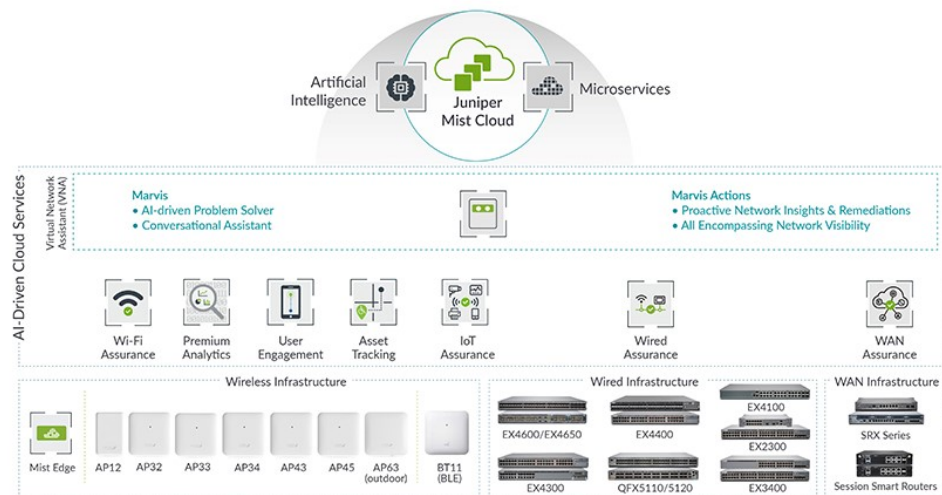 Artificial
Intelligence
Juniper
Mist Cloud
Microservices
AI-Driven Cloud Services
Virtual Network
Assistant (VNA)
Marvis
• AI-driven Problem Solver
• Conversational Assistant
Marvis Actions
• Proactive Network Insights & Remediations
• All Encompassing Network Visibility
Wi-Fi
Assurance
Premium
Analytics
User
Engagement
Asset
Tracking
IoT
Assurance
Wired
Assurance
WAN
Assurance
Wireless Infrastructure
Mist Edge
AP12
AP32
AP33
AP34
AP43
AP45
AP63
(outdoor)
BT11
(BLE)
Wired Infrastructure
EX4600/EX4650
EX4400
EX4100
EX2300
EX4300
QFX5110/5120
EX3400
WAN Infrastructure
SRX Series
Session Smart Routers